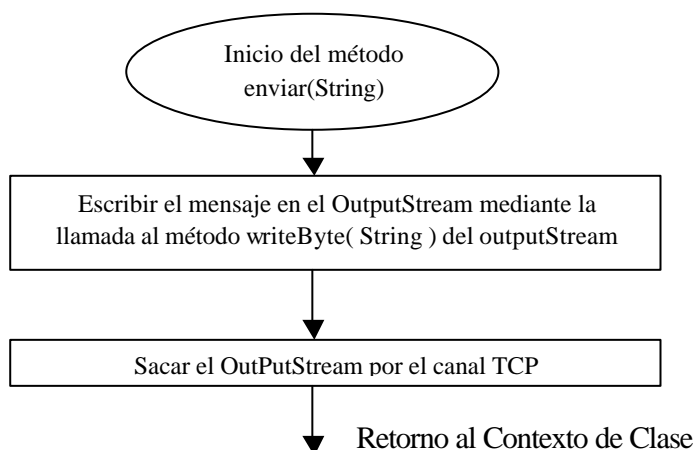 Inicio del método
enviar(String)
Escribir el mensaje en el OutputStream mediante la
llamada al método writeByte( String ) del outputStream
Sacar el OutPutStream por el canal TCP
Retorno al Contexto de Clase